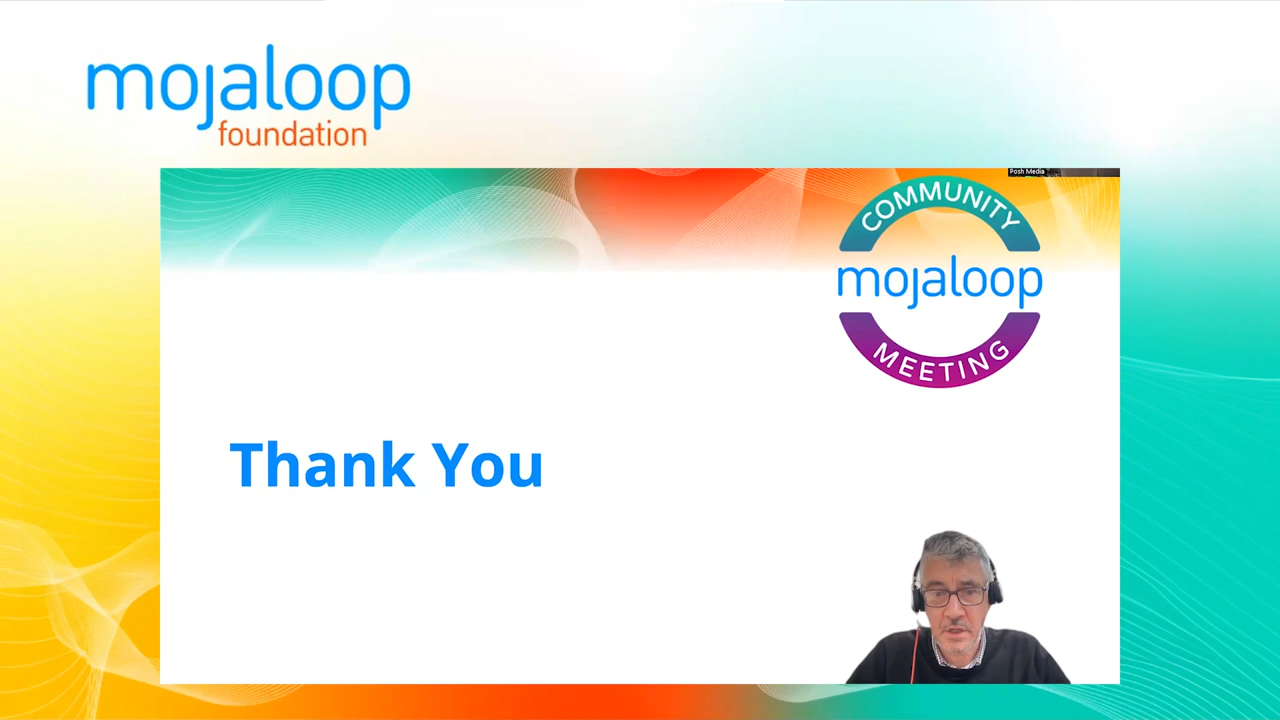 mojaloop
foundation
Posh Media
COMMUNITY
mojaloop
MEETING
Thank You